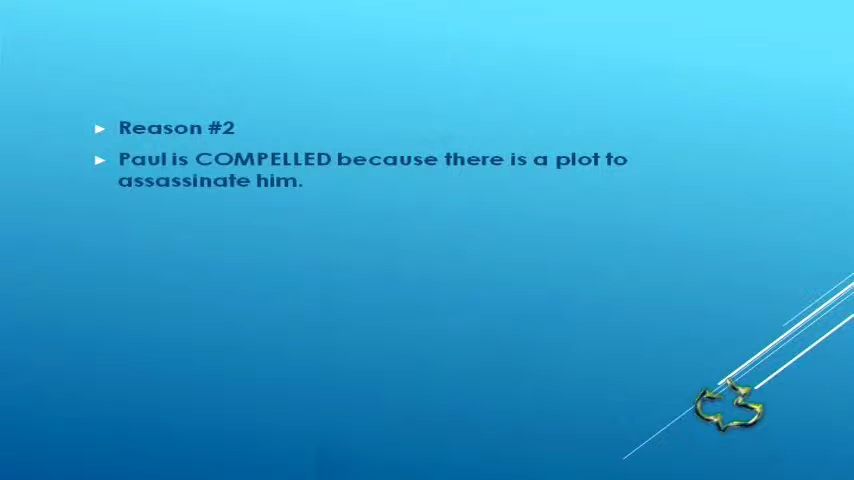 Reason #2
Paul is COMPELLED because there is a plot to
assassinate him.